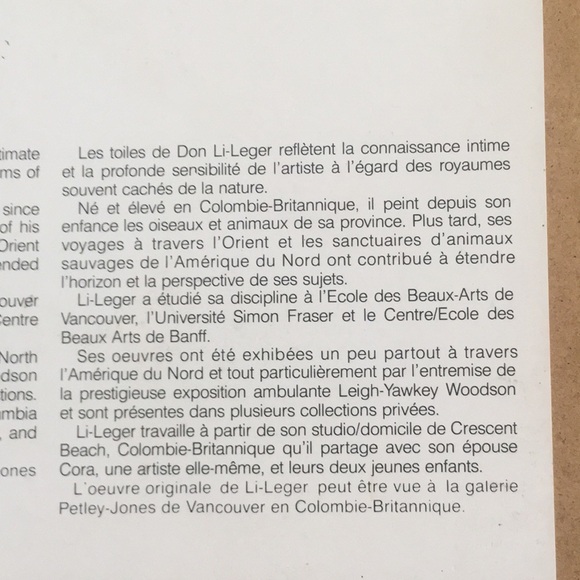 timate
ms of
since
of his
Orient
ended
ouver
Centre
North
dson
tions.
mbia
, and
ones
Les toiles de Don Li-Leger reflètent la connaissance intime
et la profonde sensibilité de l'artiste à l'égard des royaumes
souvent cachés de la nature.
Né et élevé en Colombie-Britannique, il peint depuis son
enfance les oiseaux et animaux de sa province. Plus tard, ses
voyages à travers l'Orient et les sanctuaires d'animaux
sauvages de l'Amérique du Nord ont contribué à étendre
l'horizon et la perspective de ses sujets.
Li-Leger a étudié sa discipline à l'Ecole des Beaux-Arts de
Vancouver, l'Université Simon Fraser et le Centre/Ecole des
Beaux Arts de Banff.
Ses oeuvres ont été exhibées un peu partout à travers
l'Amérique du Nord et tout particulièrement par l'entremise de
la prestigieuse exposition ambulante Leigh-Yawkey Woodson
et sont présentes dans plusieurs collections privées.
Li-Leger travaille à partir de son studio/domicile de Crescent
Beach, Colombie-Britannique qu'il partage avec son épouse
Cora, une artiste elle-même, et leurs deux jeunes enfants.
L'oeuvre originale de Li-Leger peut être vue à la galerie
Petley-Jones de Vancouver en Colombie-Britannique.